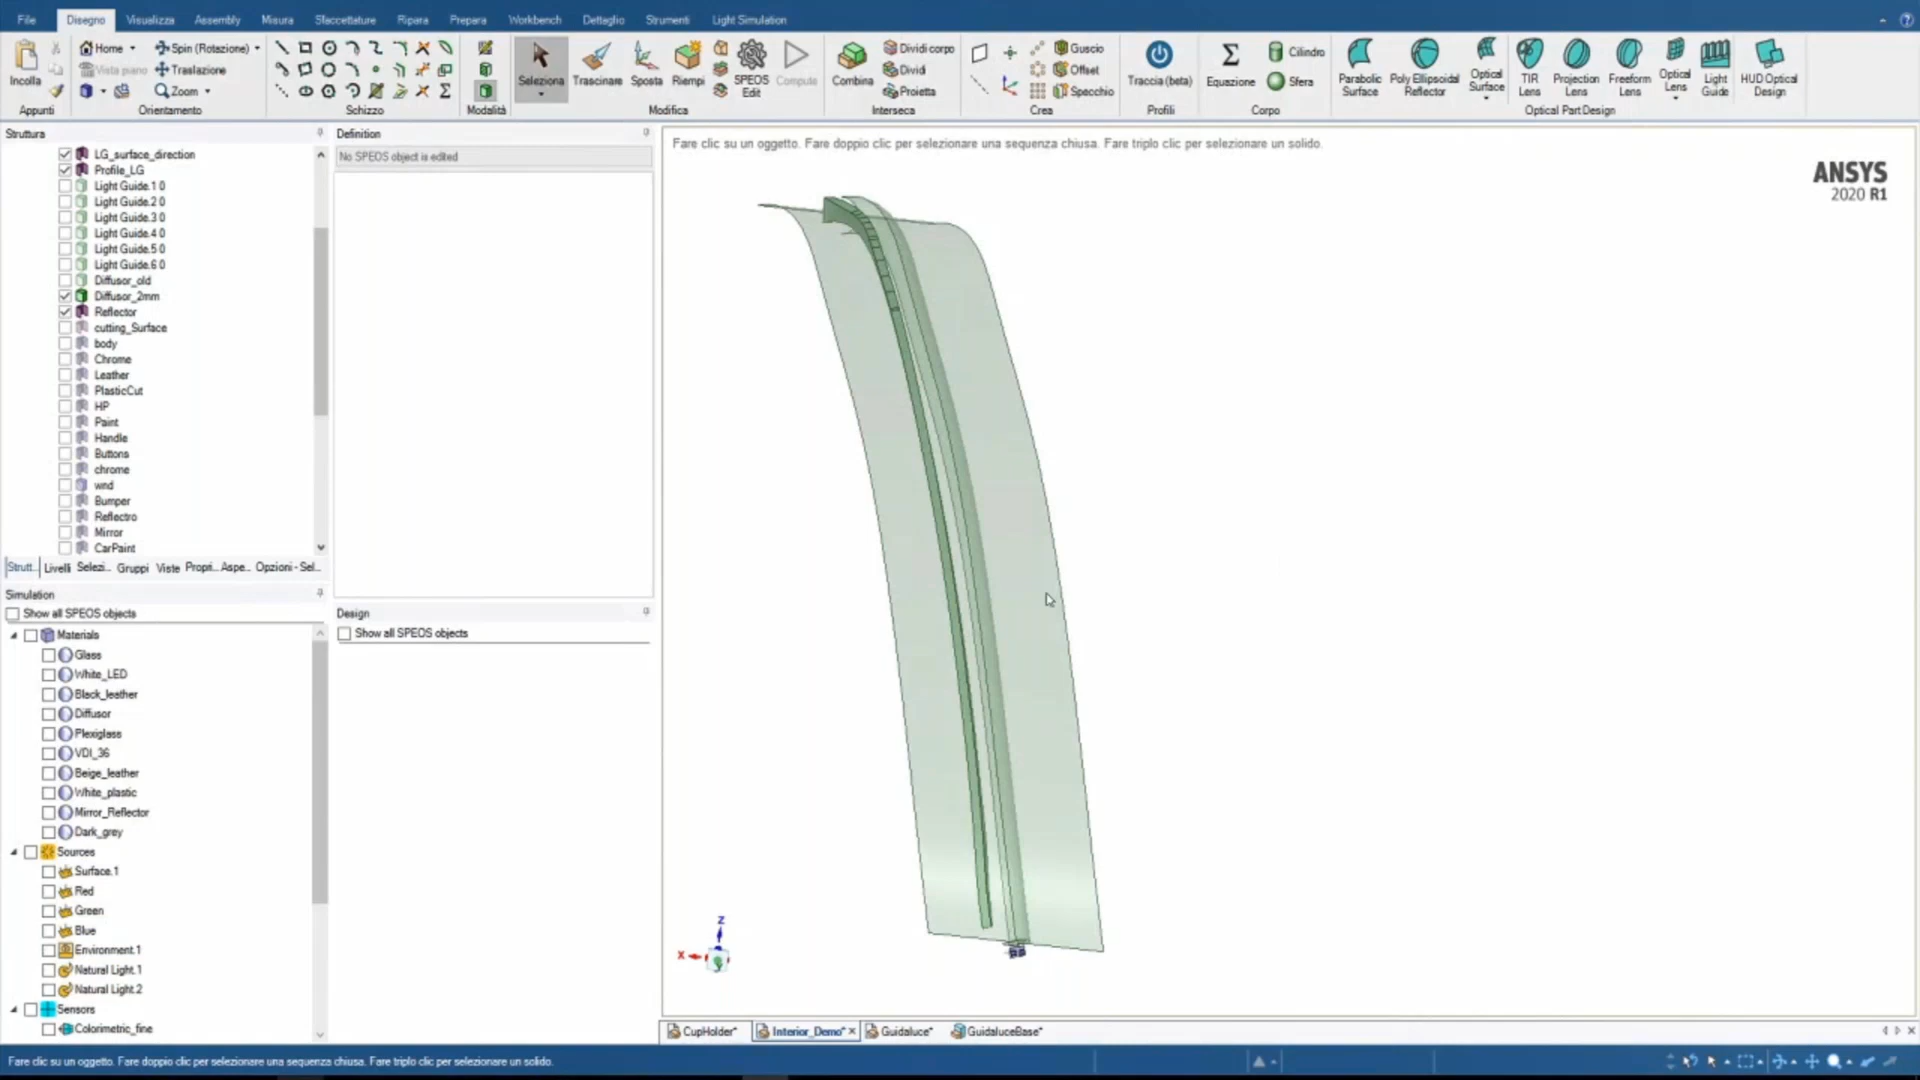 File Disegno Visualizza Assembly Misura Sfaccettature Ripara Prepara Workbench Dettaglio Strumenti Light Simulation
Incolla
Home Spin (Rotazione)
Vista piano Traslazione
Zoom
Seleziona Trascinare Sposta Riempi SPEOS Edit Compute
Combina Dividi corpo
Dividi
Proietta
Guscio
Offset
Specchio
Traccia (beta) Equazione Cilindro
Sfera
Parabolic Surface Poly Ellipsoidal Reflector Optical Surface TIR Lens Projection Lens Freeform Lens Optical Lens Light Guide HUD Optical Design
Appunti Orientamento Schizzo Modalità Modifica Interseca Crea Profili Corpo Optical Part Design
Struttura
LG_surface_direction
Profile_LG
Light Guide.1 0
Light Guide.2 0
Light Guide.3 0
Light Guide.4 0
Light Guide.5 0
Light Guide.6 0
Diffusor_old
Diffusor_2mm
Reflector
cutting_Surface
body
Chrome
Leather
PlasticCut
HP
Paint
Handle
Buttons
chrome
wnd
Bumper
Reflectro
Mirror
CarPaint
Strutt... Livelli Selezi... Gruppi Viste Propri... Aspe... Opzioni - Sel...
Simulation
Show all SPEOS objects
Materials
Glass
White_LED
Black_leather
Diffusor
Plexiglass
VDI_36
Beige_leather
White_plastic
Mirror_Reflector
Dark_grey
Sources
Surface.1
Red
Green
Blue
Environment.1
Natural Light.1
Natural Light.2
Sensors
Colorimetric_fine
Definition
No SPEOS object is edited
Design
Show all SPEOS objects
Fare clic su un oggetto. Fare doppio clic per selezionare una sequenza chiusa. Fare triplo clic per selezionare un solido.
ANSYS
2020 R1
Z
X
CupHolder* Interior_Demo* Guidaluce* GuidaluceBase*
Fare clic su un oggetto. Fare doppio clic per selezionare una sequenza chiusa. Fare triplo clic per selezionare un solido.